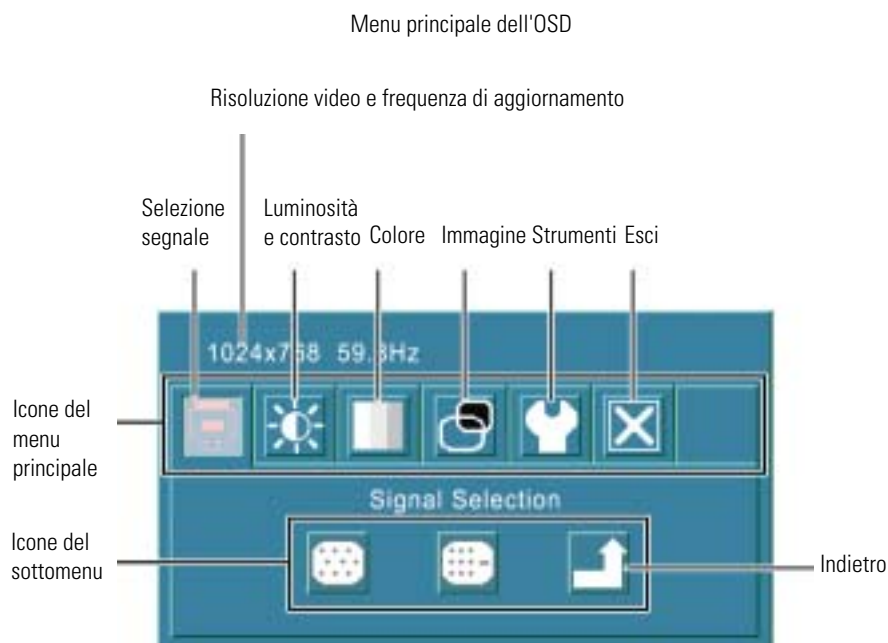 Menu principale dell'OSD
Risoluzione video e frequenza di aggiornamento
Selezione
segnale
Luminosità
e contrasto
Colore
Immagine
Strumenti
Esci
1024x768 59.8Hz
Icone del
menu
principale
Signal Selection
Icone del
sottomenu
Indietro